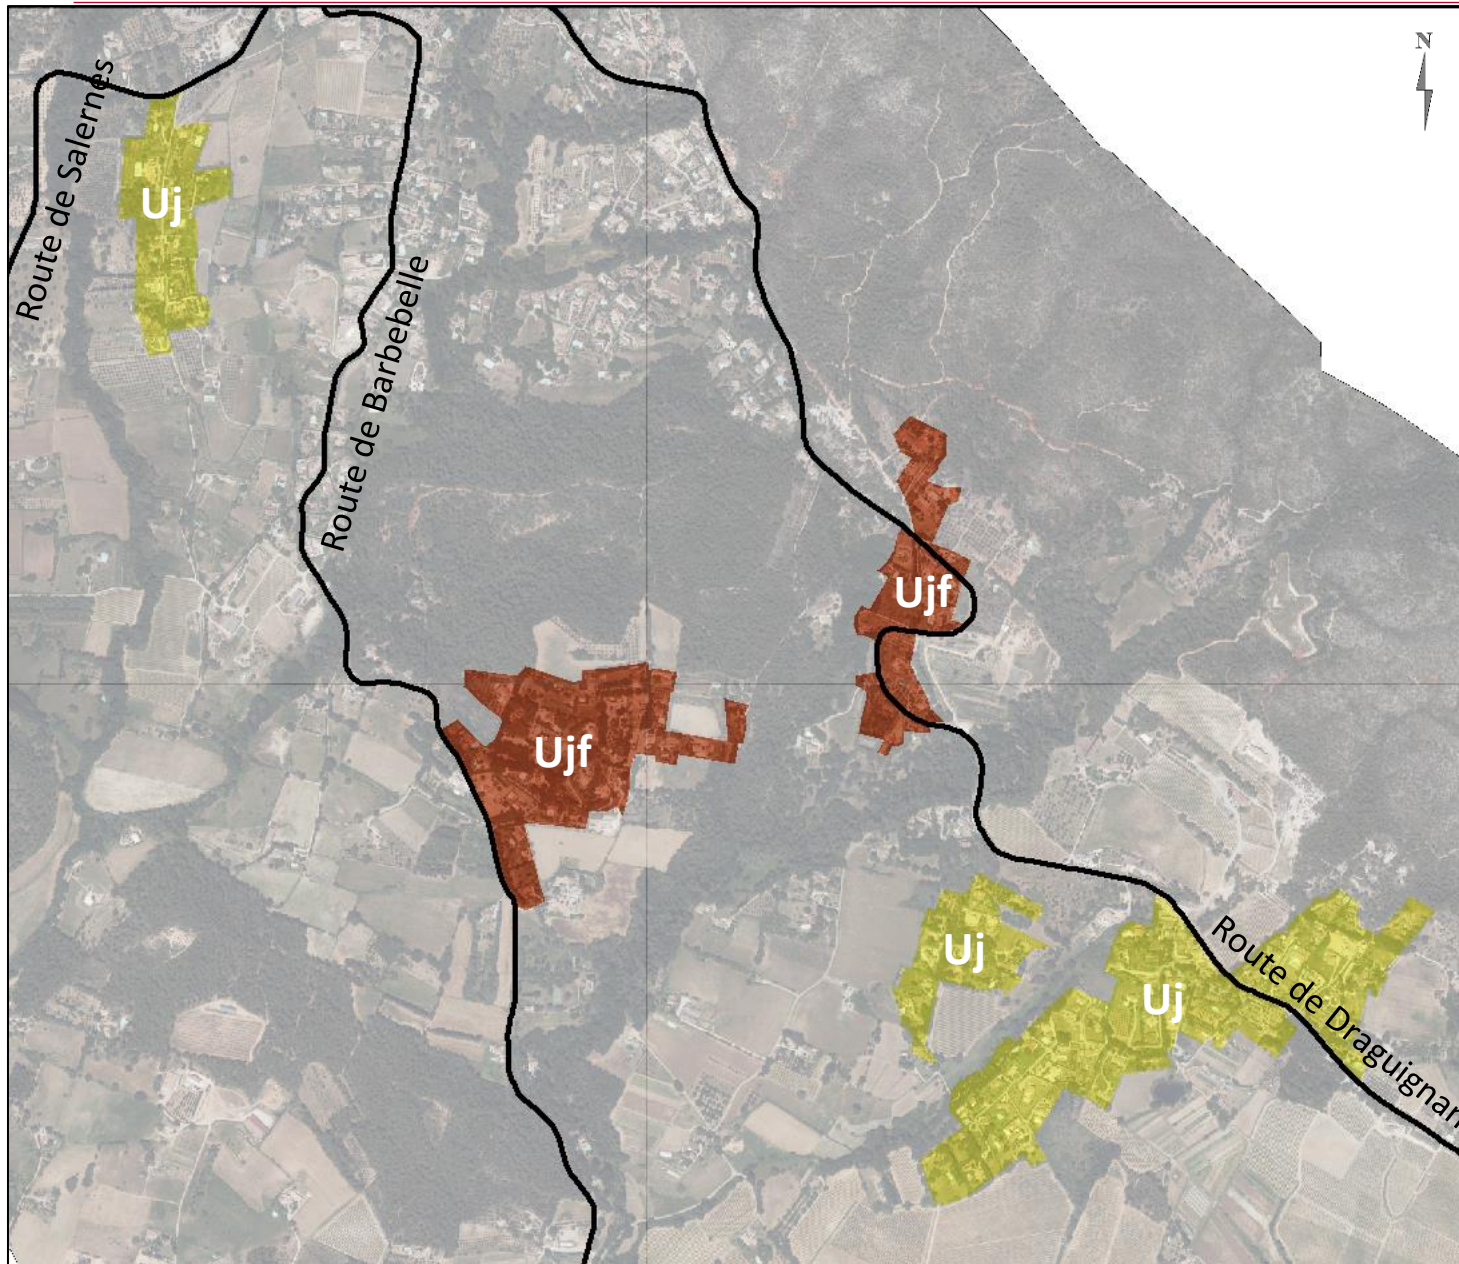 N
Route de Salernes
Uj
Route de Barbebelle
Ujf
Ujf
Uj
Uj
Route de Draguignan